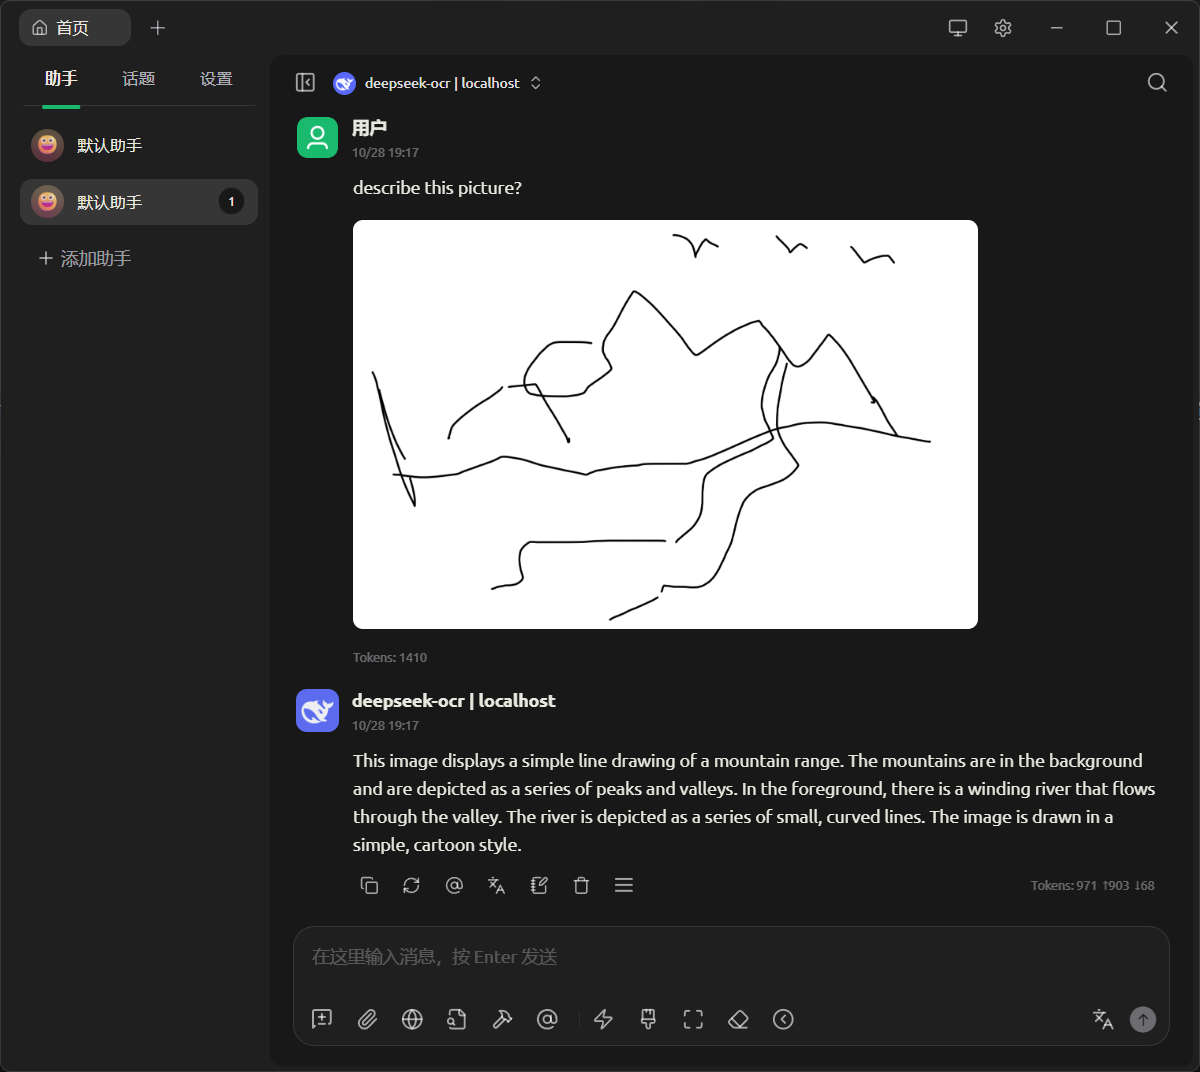 首页
助手 话题 设置
默认助手
默认助手 1
添加助手
deepseek-ocr | localhost
用户
10/28 19:17
describe this picture?
Tokens: 1410
deepseek-ocr | localhost
10/28 19:17
This image displays a simple line drawing of a mountain range. The mountains are in the background
and are depicted as a series of peaks and valleys. In the foreground, there is a winding river that flows
through the valley. The river is depicted as a series of small, curved lines. The image is drawn in a
simple, cartoon style.
Tokens: 971 ↑903 ↓68
在这里输入消息，按 Enter 发送